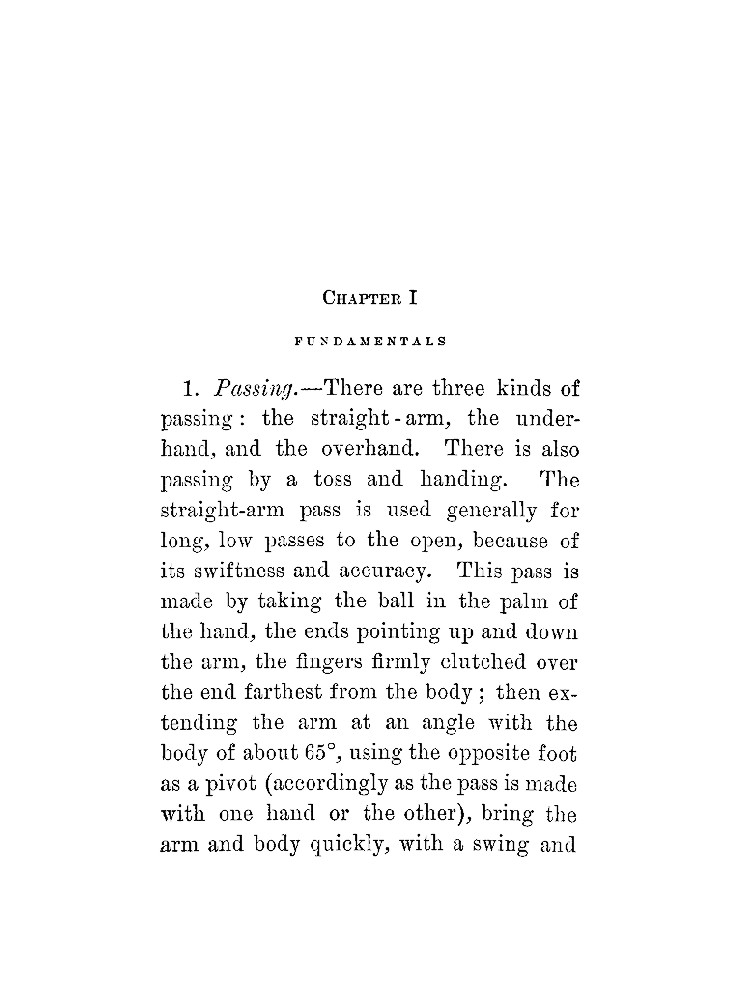 CHAPTER I
FUNDAMENTALS
1. Passing.—There are three kinds of
passing: the straight-arm, the under-
hand, and the overhand. There is also
passing by a toss and handing. The
straight-arm pass is used generally for
long, low passes to the open, because of
its swiftness and accuracy. This pass is
made by taking the ball in the palm of
the hand, the ends pointing up and down
the arm, the fingers firmly clutched over
the end farthest from the body; then ex-
tending the arm at an angle with the
body of about 65°, using the opposite foot
as a pivot (accordingly as the pass is made
with one hand or the other), bring the
arm and body quickly, with a swing and